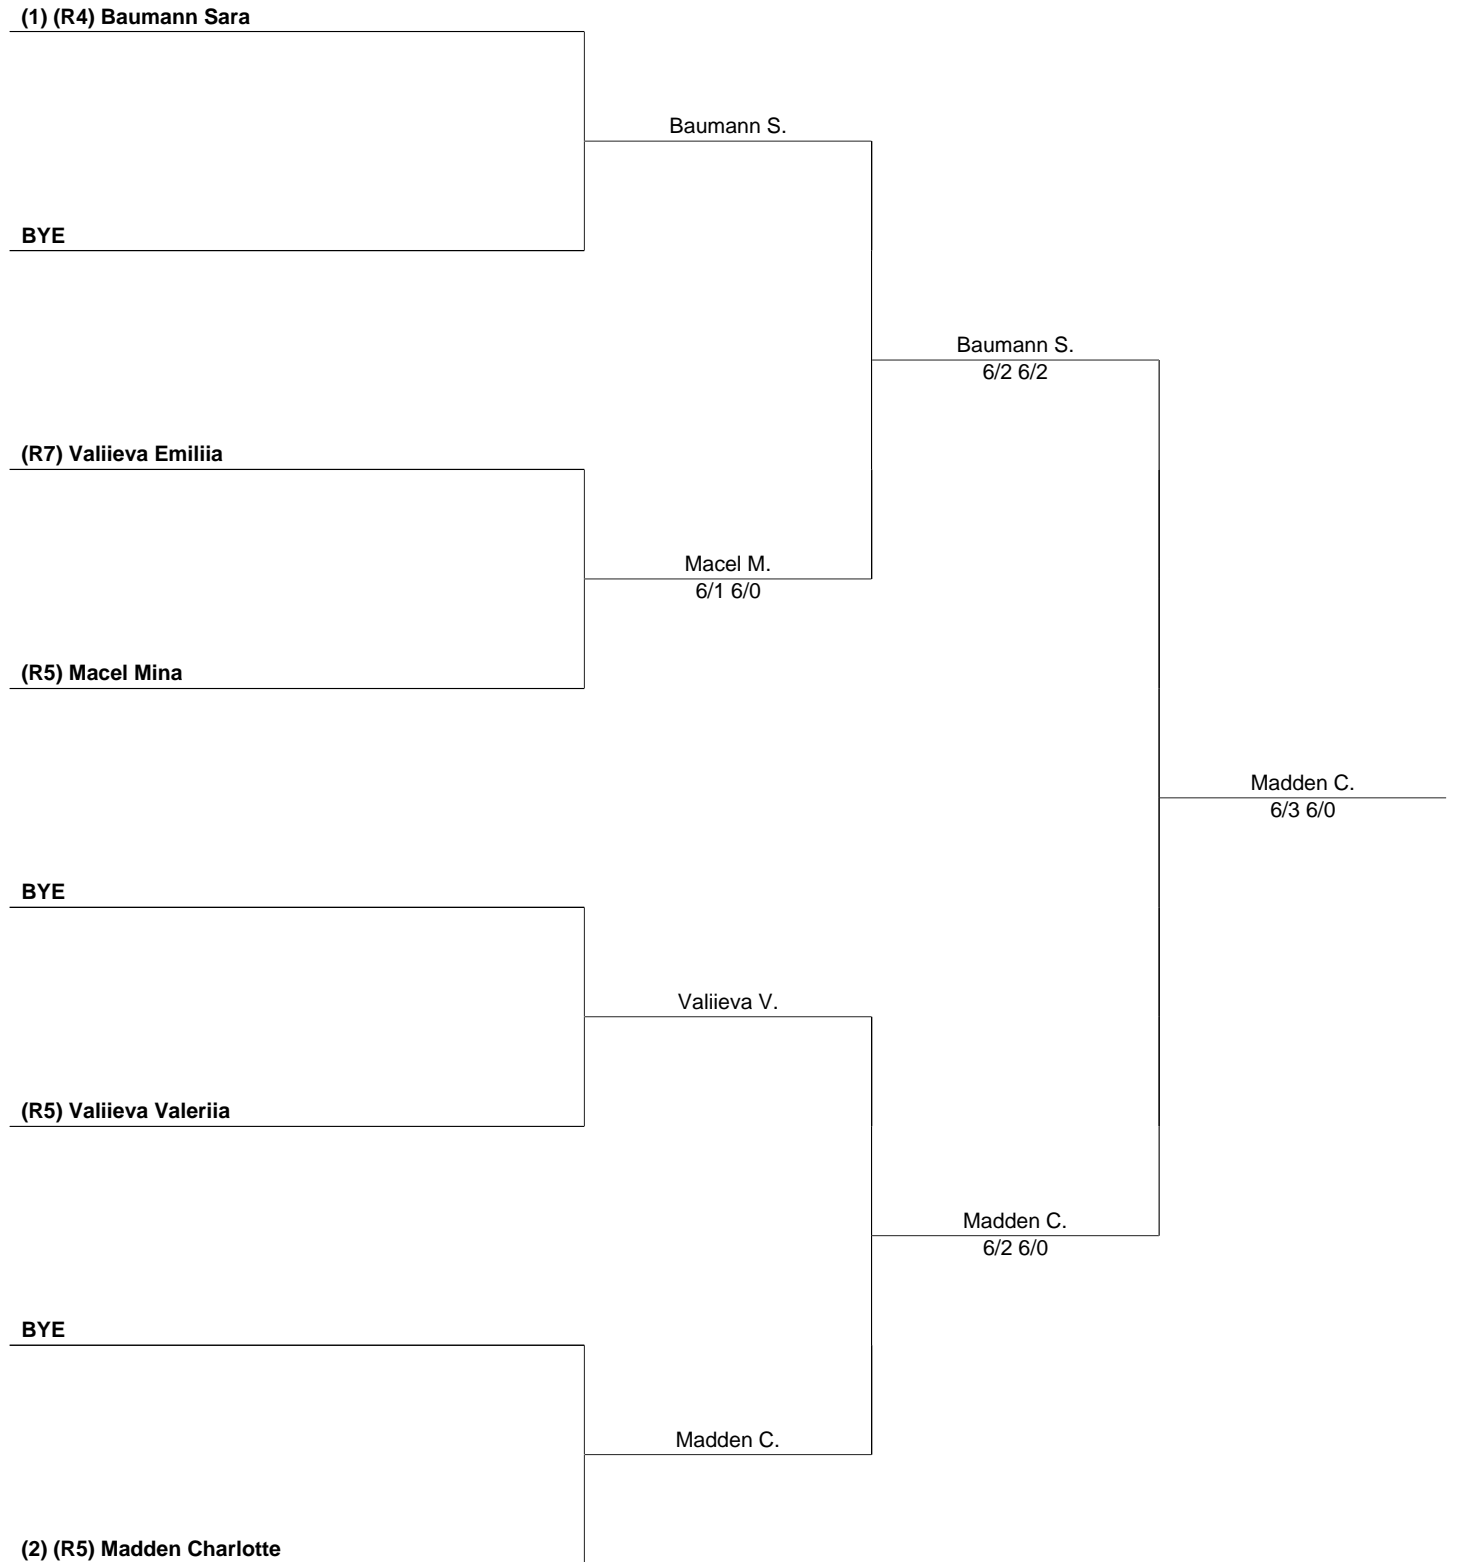 (1) (R4) Baumann Sara
Baumann S.
BYE
Baumann S.
6/2 6/2
(R7) Valiieva Emiliia
Macel M.
6/1 6/0
(R5) Macel Mina
Madden C.
6/3 6/0
BYE
Valiieva V.
(R5) Valiieva Valeriia
Madden C.
6/2 6/0
BYE
Madden C.
(2) (R5) Madden Charlotte